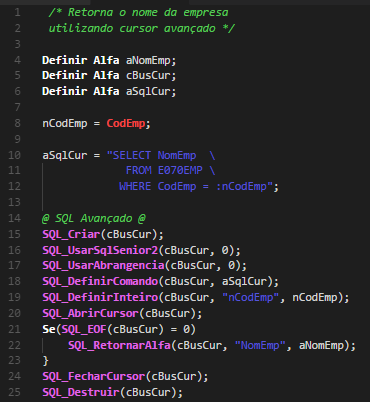 1 /* Retorna o nome da empresa
2 utilizando cursor avançado */
3
4 Definir Alfa aNomEmp;
5 Definir Alfa cBusCur;
6 Definir Alfa aSqlCur;
7
8 nCodEmp = CodEmp;
9
10 aSqlCur = "SELECT NomEmp \
11 FROM E070EMP \
12 WHERE CodEmp = :nCodEmp";
13
14 @ SQL Avançado @
15 SQL_Criar(cBusCur);
16 SQL_UsarSqlSenior2(cBusCur, 0);
17 SQL_UsarAbrangencia(cBusCur, 0);
18 SQL_DefinirComando(cBusCur, aSqlCur);
19 SQL_DefinirInteiro(cBusCur, "nCodEmp", nCodEmp);
20 SQL_AbrirCursor(cBusCur);
21 Se(SQL_EOF(cBusCur) = 0)
22 SQL_RetornarAlfa(cBusCur, "NomEmp", aNomEmp);
23 }
24 SQL_FecharCursor(cBusCur);
25 SQL_Destruir(cBusCur);